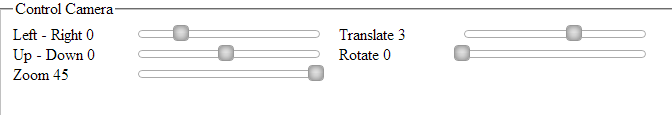 Control Camera
Left - Right 0
Translate 3
Up - Down 0
Rotate 0
Zoom 45